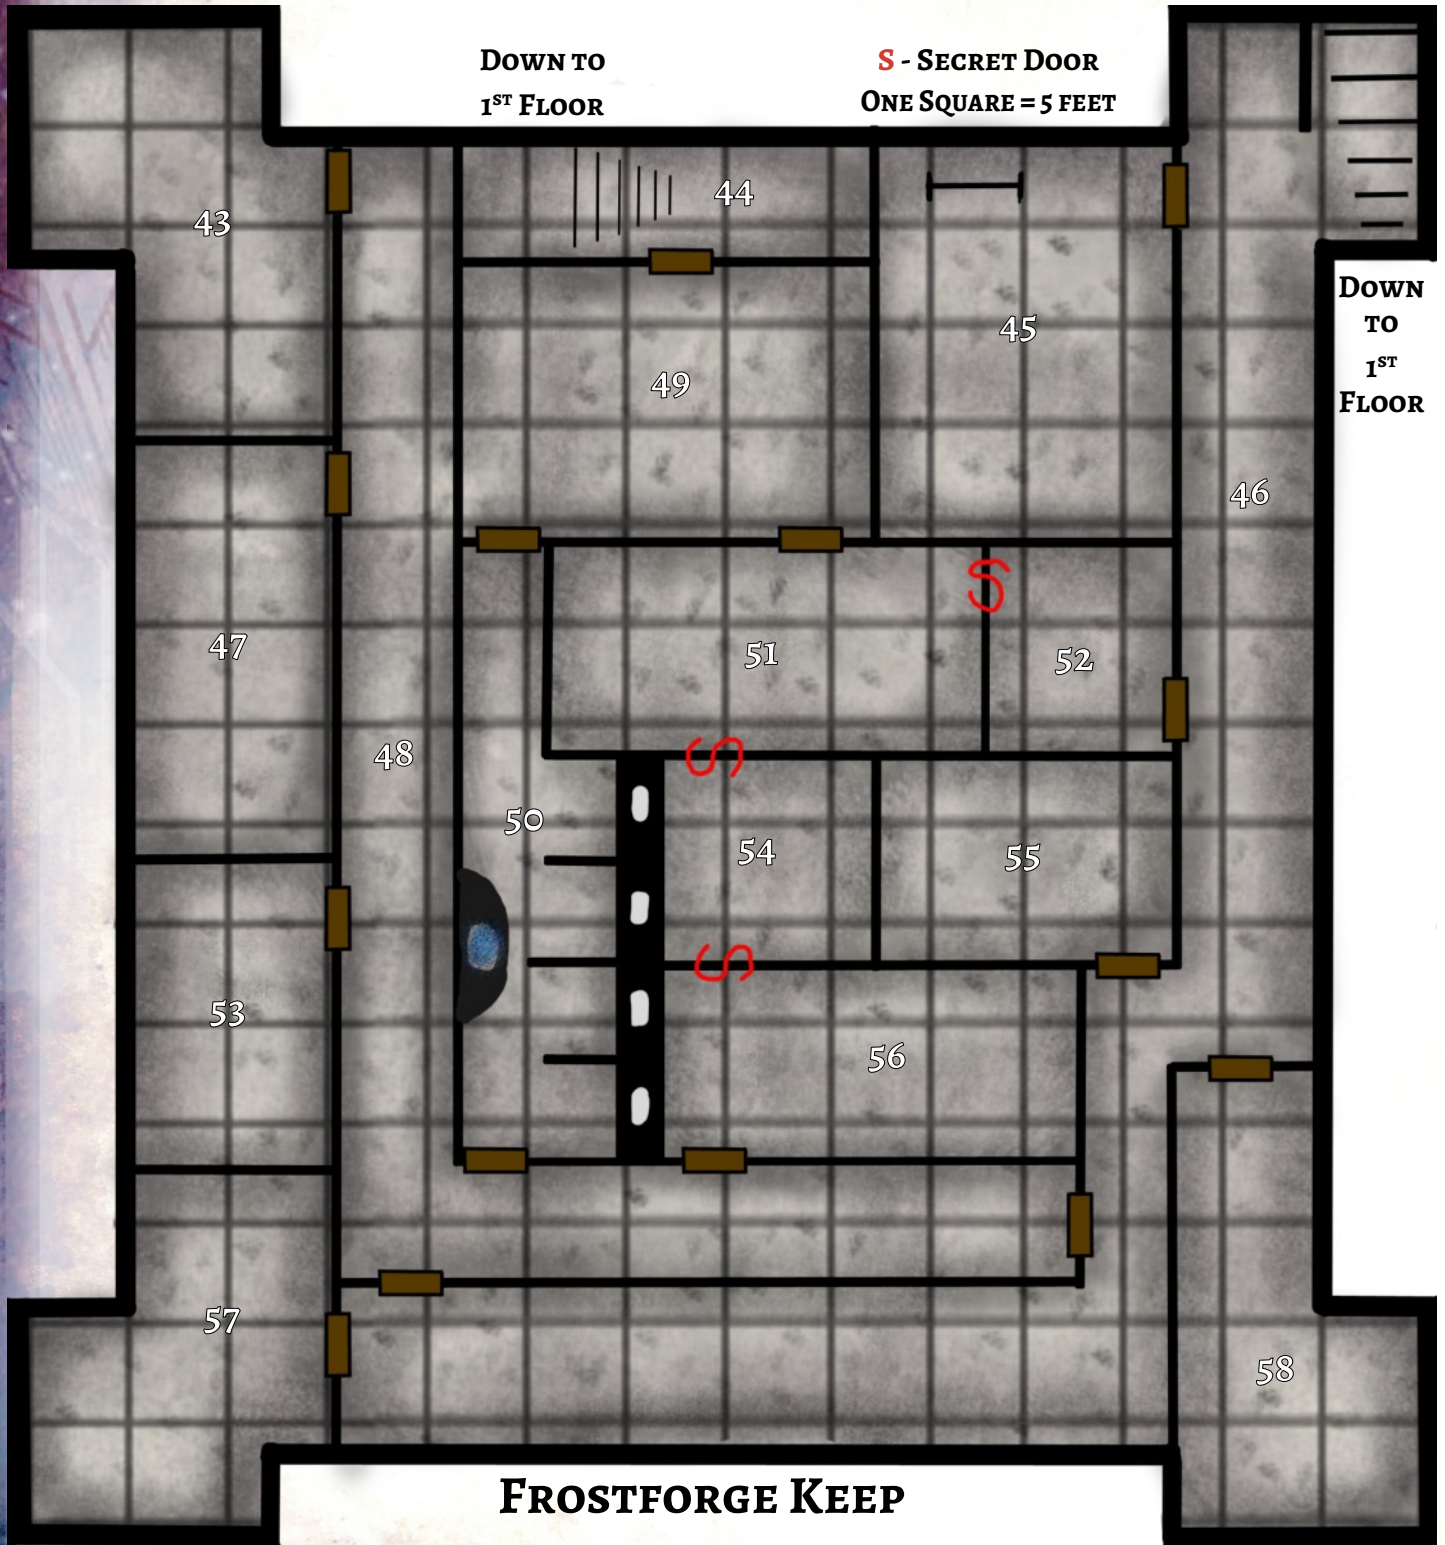 Down to
1st Floor
S - Secret Door
One Square = 5 feet
44
43
Down
to
1st
Floor
45
49
46
S
47
51
52
48
S
50
54
55
S
53
56
57
58
Frostforge Keep